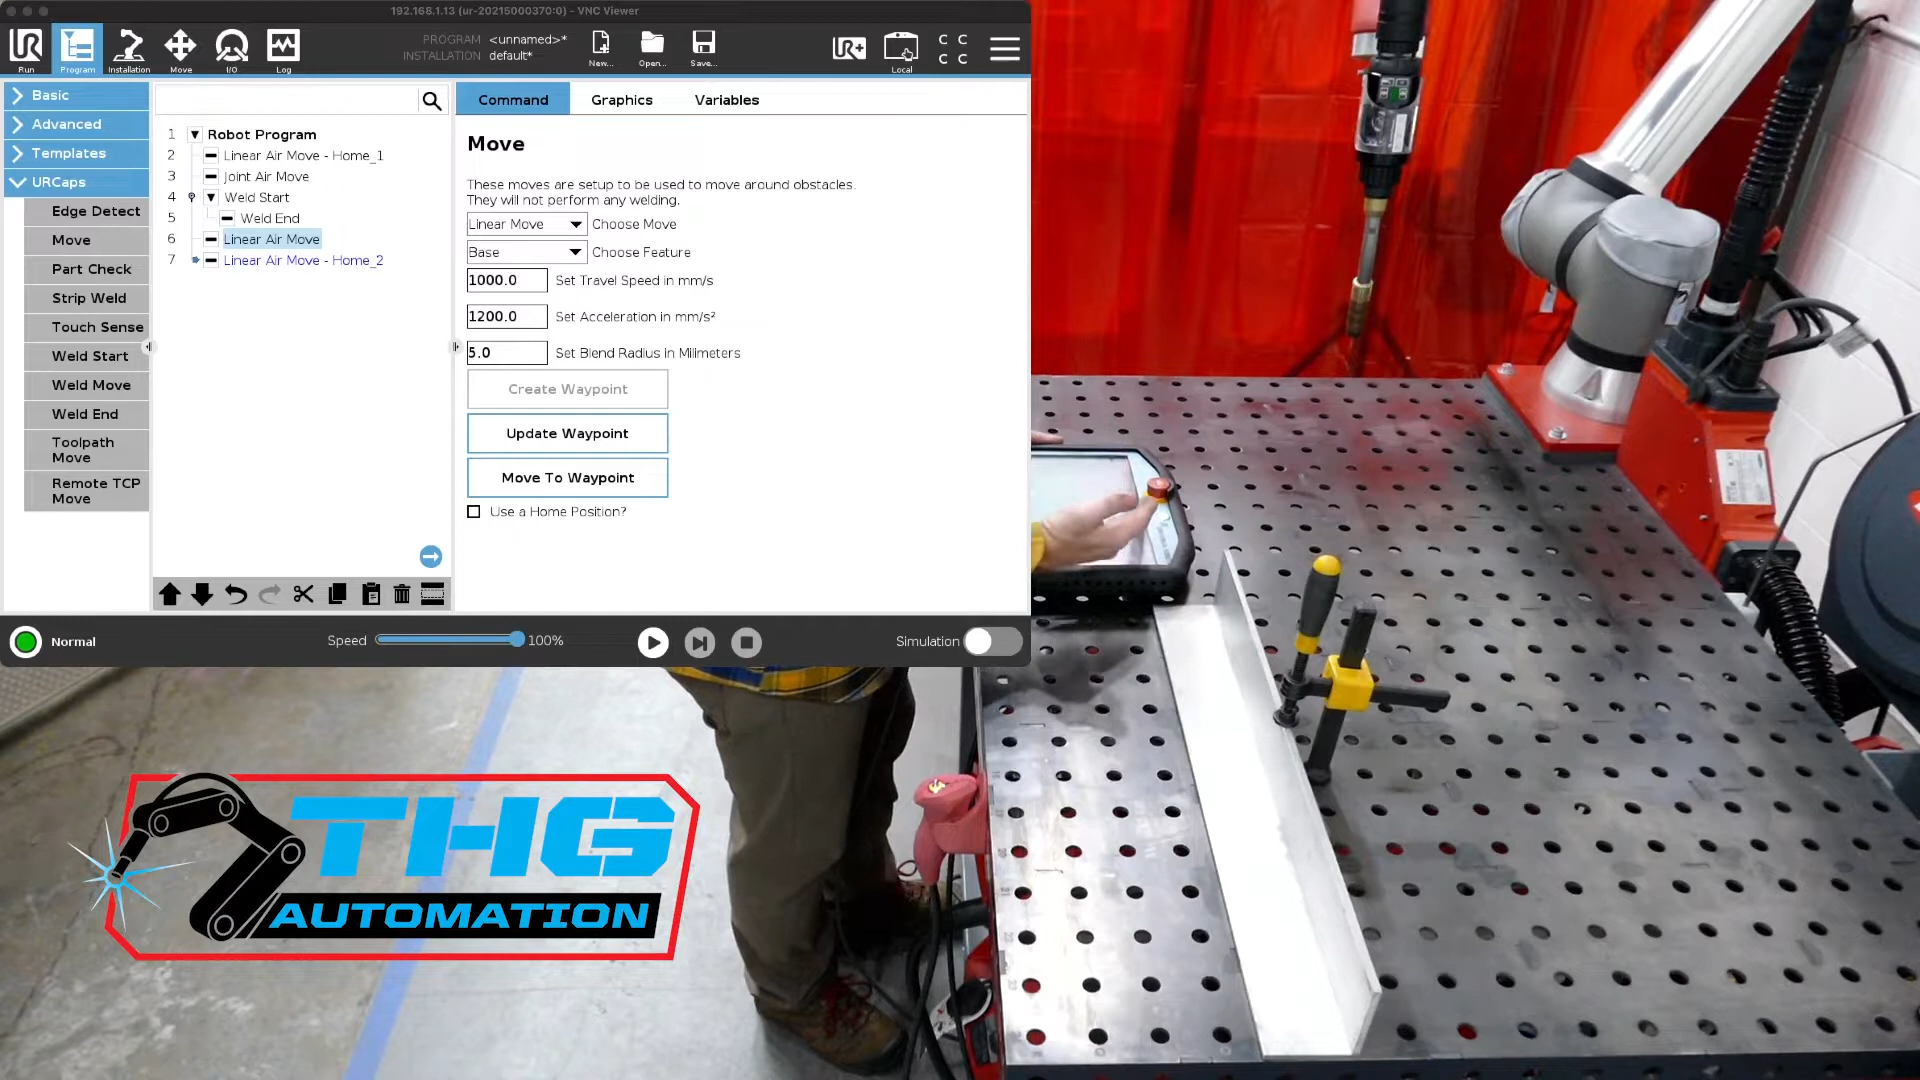 192.168.1.13 (ur-20215000370:0) - VNC Viewer
Run
Program
Installation
Move
I/O
Log
PROGRAM <unnamed>*
INSTALLATION default*
New...
Open...
Save...
UR+
Local
C C
C C
Basic
Advanced
Templates
URCaps
Edge Detect
Move
Part Check
Strip Weld
Touch Sense
Weld Start
Weld Move
Weld End
Toolpath
Move
Remote TCP
Move
1 Robot Program
2 Linear Air Move - Home_1
3 Joint Air Move
4 Weld Start
5 Weld End
6 Linear Air Move
7 Linear Air Move - Home_2
Command
Graphics
Variables
Move
These moves are setup to be used to move around obstacles.
They will not perform any welding.
Linear Move Choose Move
Base Choose Feature
1000.0 Set Travel Speed in mm/s
1200.0 Set Acceleration in mm/s²
5.0 Set Blend Radius in Milimeters
Create Waypoint
Update Waypoint
Move To Waypoint
Use a Home Position?
Normal
Speed 100%
Simulation
THG
AUTOMATION